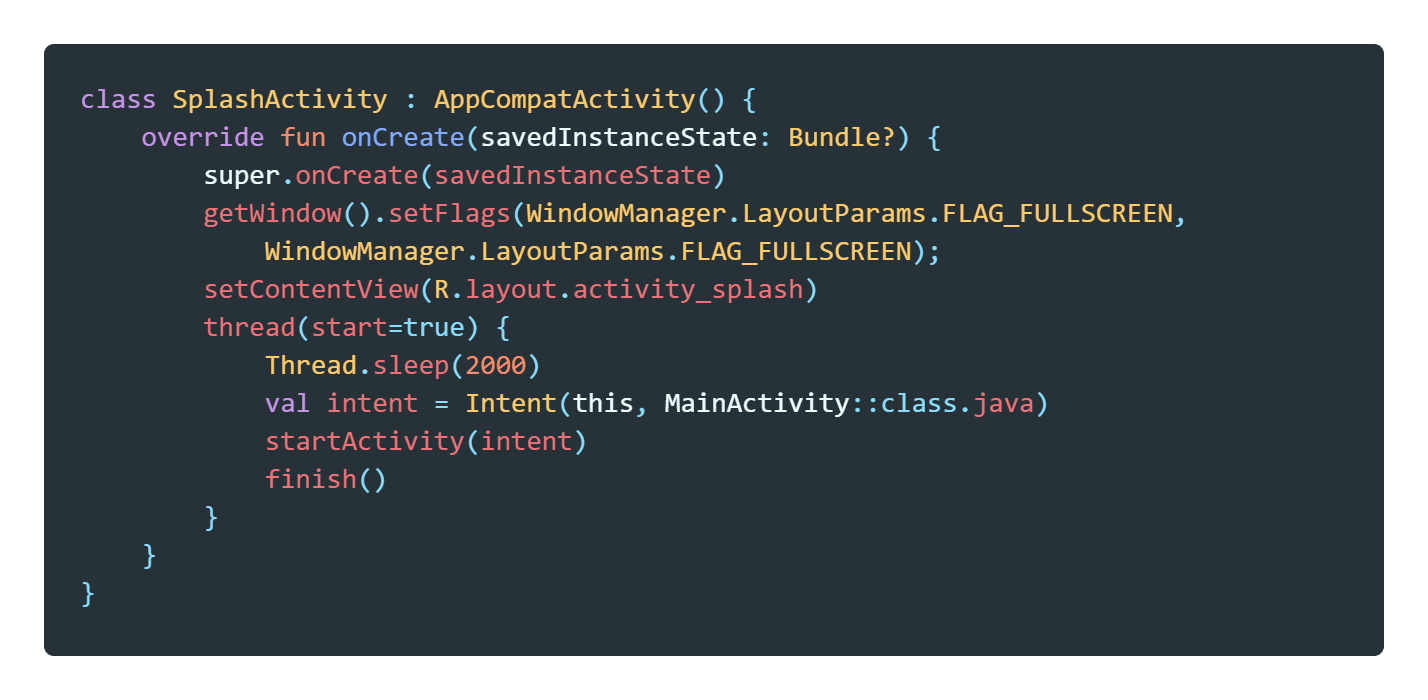 class SplashActivity : AppCompatActivity() {
    override fun onCreate(savedInstanceState: Bundle?) {
        super.onCreate(savedInstanceState)
        getWindow().setFlags(WindowManager.LayoutParams.FLAG_FULLSCREEN,
            WindowManager.LayoutParams.FLAG_FULLSCREEN);
        setContentView(R.layout.activity_splash)
        thread(start=true) {
            Thread.sleep(2000)
            val intent = Intent(this, MainActivity::class.java)
            startActivity(intent)
            finish()
        }
    }
}